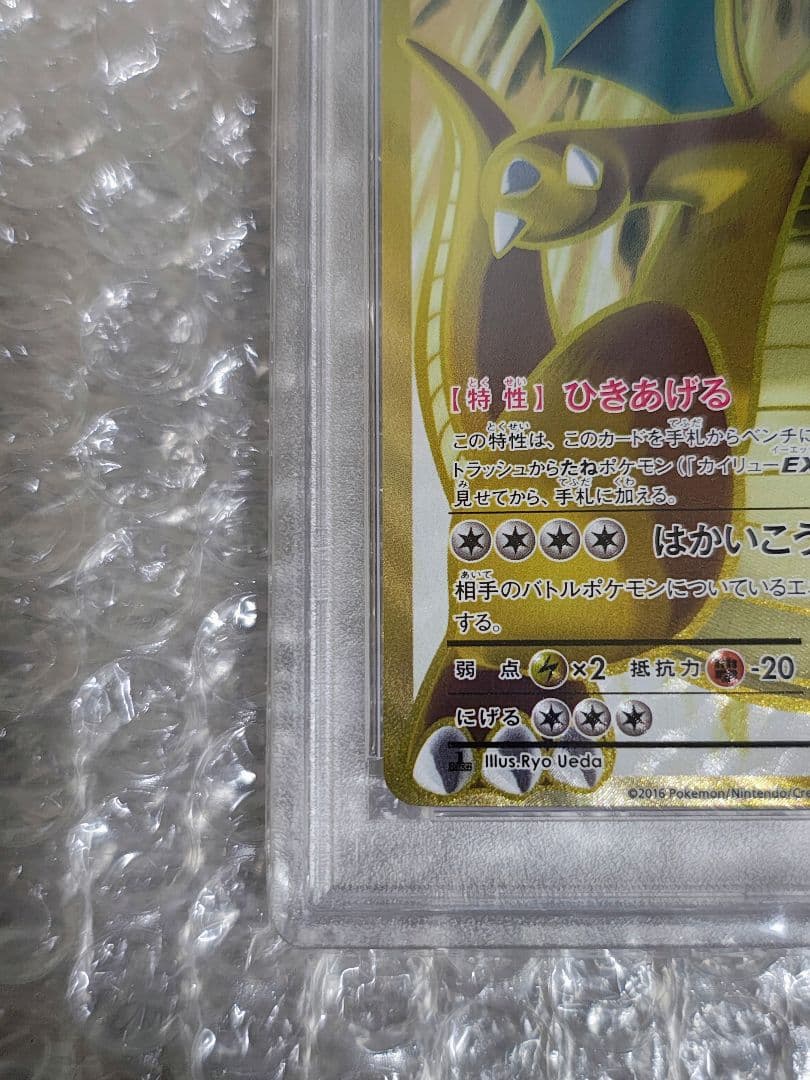 【特性】ひきあげる
この特性は、このカードを手札からベンチに
トラッシュからたねポケモン(「カイリューEX
見せてから、手札に加える。
はかいこう
相手のバトルポケモンについているエ
する。
弱点 ×2 抵抗力 -20
にげる
Illus.Ryo Ueda
©2016 Pokemon/Nintendo/Cre